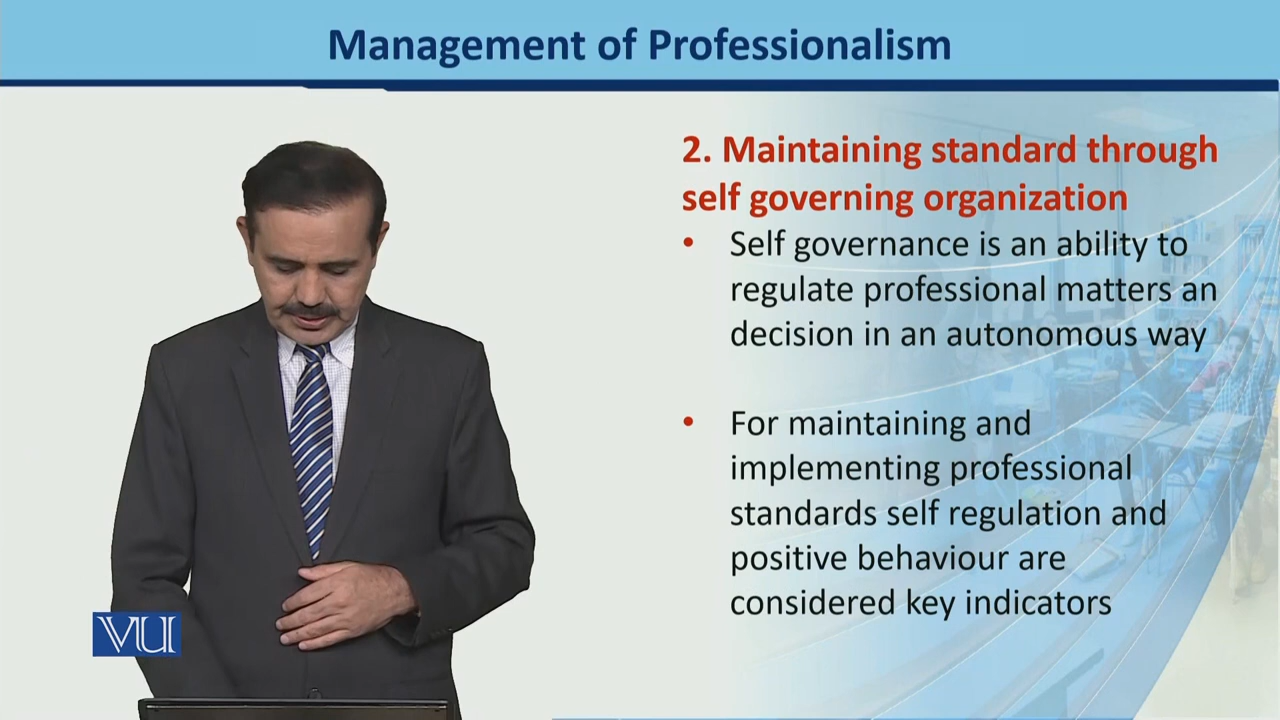 Management of Professionalism
2. Maintaining standard through
self governing organization
• Self governance is an ability to
regulate professional matters an
decision in an autonomous way
• For maintaining and
implementing professional
standards self regulation and
positive behaviour are
considered key indicators
VU